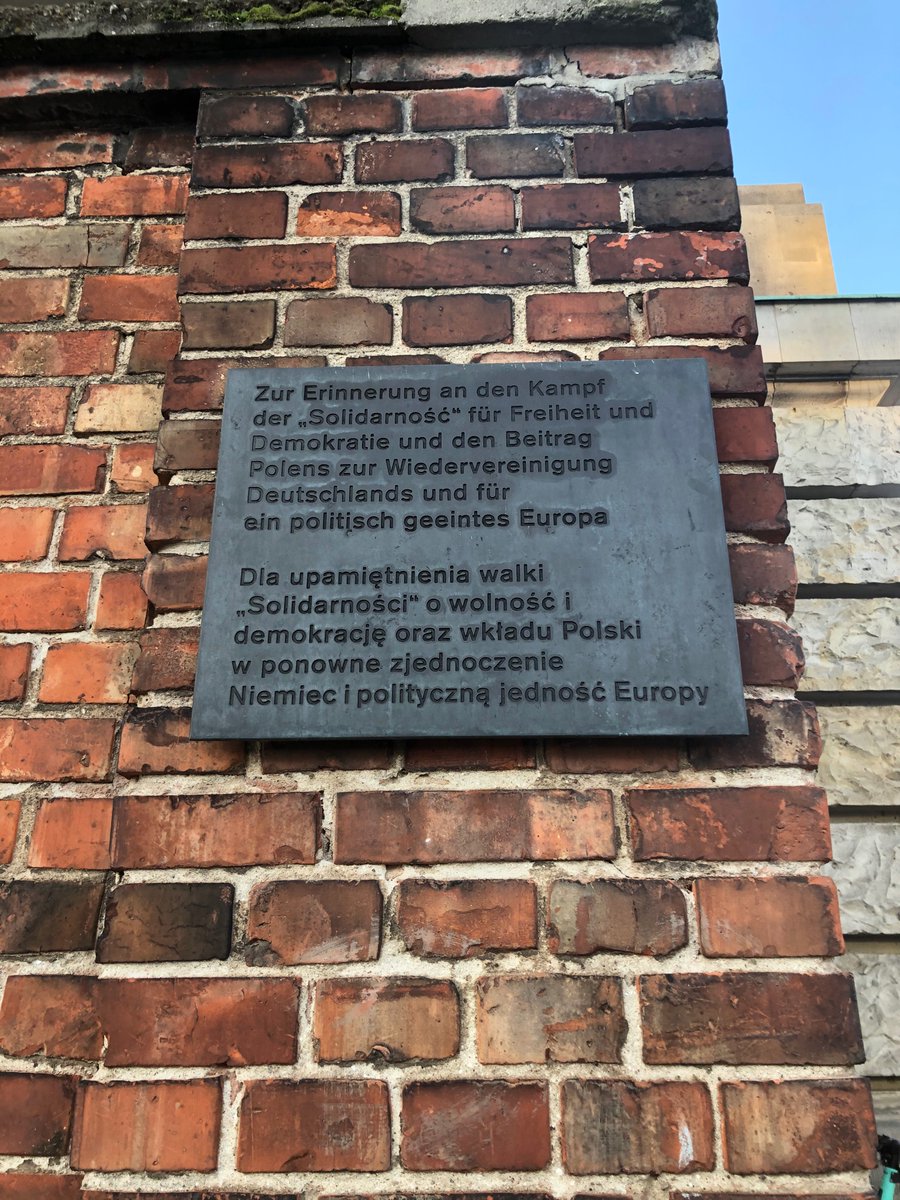 Zur Erinnerung an den Kampf
der „Solidarność“ für Freiheit und
Demokratie und den Beitrag
Polens zur Wiedervereinigung
Deutschlands und für
ein politisch geeintes Europa
Dla upamiętnienia walki
„Solidarności“ o wolność i
demokrację oraz wkładu Polski
w ponowne zjednoczenie
Niemiec i polityczną jedność Europy